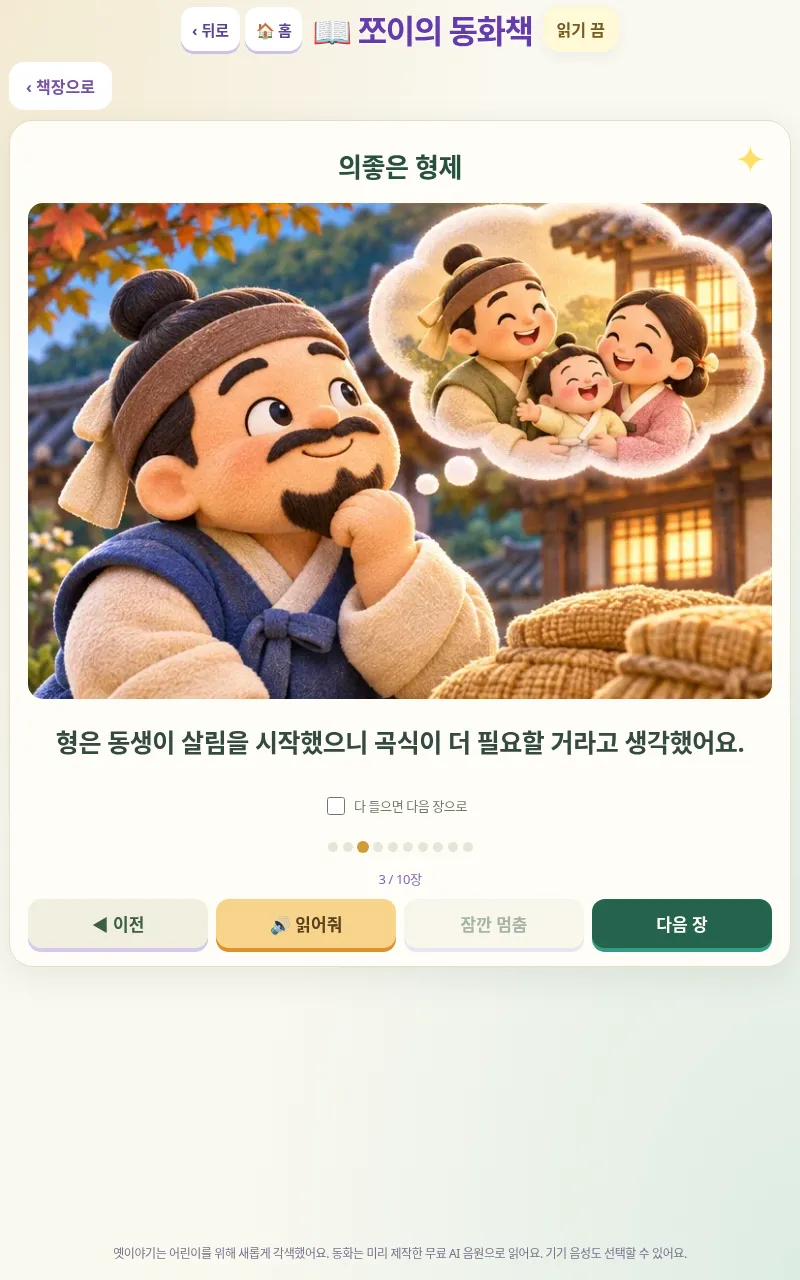 ‹ 뒤로
🏠 홈
📖 쪼이의 동화책
읽기 끝
‹ 책장으로
의좋은 형제
형은 동생이 살림을 시작했으니 곡식이 더 필요할 거라고 생각했어요.
다 들으면 다음 장으로
3 / 10장
◀ 이전
🔊 읽어줘
잠깐 멈춤
다음 장
옛이야기는 어린이를 위해 새롭게 각색했어요. 동화는 미리 제작한 무료 AI 음원으로 읽어요. 기기 음성도 선택할 수 있어요.